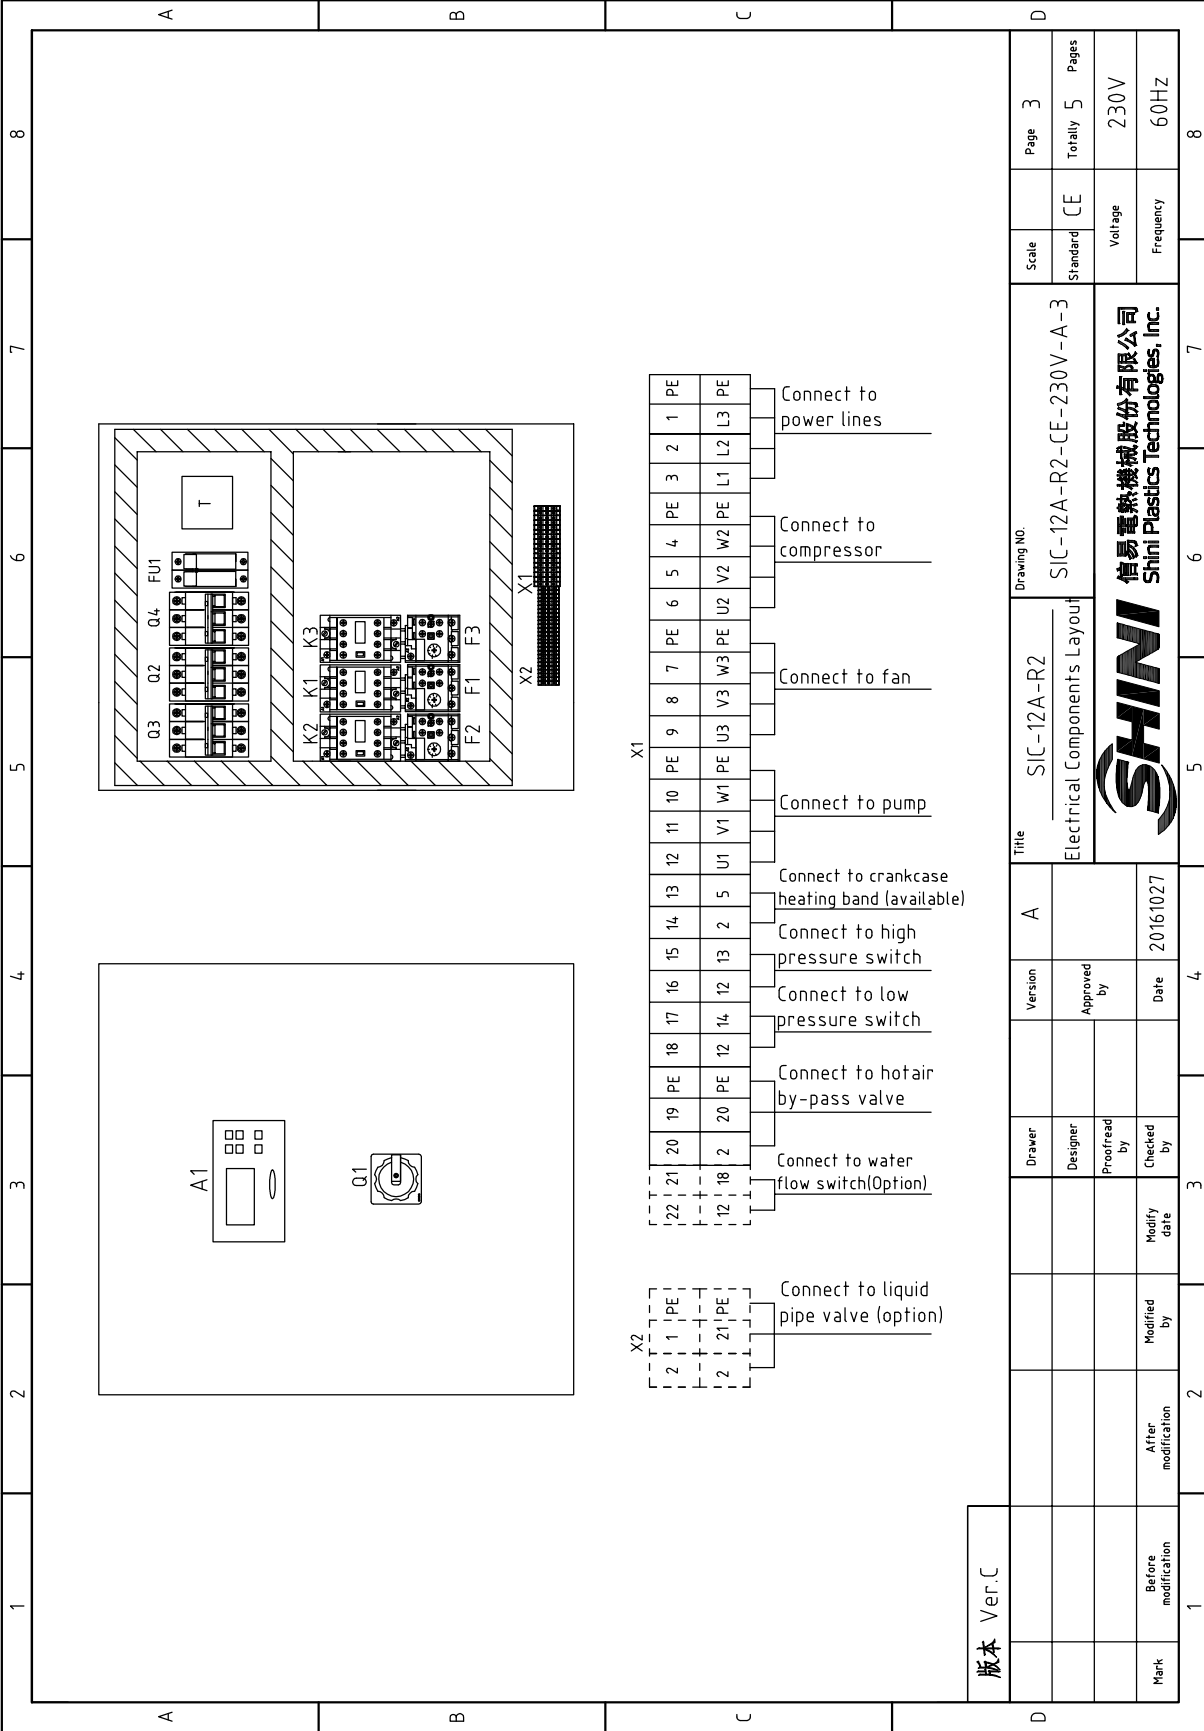 1 2 3 4 5 6 7 8
A
B
C
D
A1
Q1
Q3 Q2 Q4 FU1 T
K2 K1 K3
F2 F1 F3
X2 X1
X2
2 1 PE
2 21 PE
Connect to liquid
pipe valve (option)
X1
22 21 20 19 PE 18 17 16 15 14 13 12 11 10 PE 9 8 7 PE 6 5 4 PE 3 2 1 PE
12 18 2 20 PE 12 14 12 13 2 5 U1 V1 W1 PE U3 V3 W3 PE U2 V2 W2 PE L1 L2 L3 PE
Connect to
power lines
Connect to
compressor
Connect to fan
Connect to pump
Connect to crankcase
heating band (available)
Connect to high
pressure switch
Connect to low
pressure switch
Connect to hotair
by-pass valve
Connect to water
flow switch(Option)
版本 Ver.C
Mark
Before
modification
After
modification
Modified
by
Modify
date
Drawer
Designer
Proofread
by
Checked
by
Version A
Approved
by
Date 20161027
Title
SIC-12A-R2
Electrical Components Layout
Drawing NO.
SIC-12A-R2-CE-230V-A-3
SHINI
信易電熱機械股份有限公司
Shini Plastics Technologies, Inc.
Scale
Page 3
Standard CE
Totally 5 Pages
Voltage 230V
Frequency 60HZ
A
B
C
D
1 2 3 4 5 6 7 8